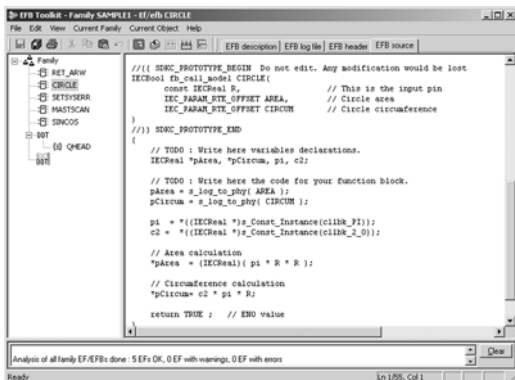 EFB Toolkit - Family SAMPLE1 - Ef/efb CIRCLE
File Edit View Current Family Current Object Help
EFB description EFB log file EFB header EFB source
Family
RET_ARW
CIRCLE
SETSYSERR
MASTSCAN
SINCOS
DDT
QMEAD
DDT
//{{ SDKC_PROTOTYPE_BEGIN Do not edit. Any modification would be lost
IECBool fb_call_model CIRCLE(
const IECReal R, // This is the input pin
IEC_PARAM_RTE_OFFSET AREA, // Circle area
IEC_PARAM_RTE_OFFSET CIRCUM // Circle circumference
)
//}} SDKC_PROTOTYPE_END
{
// TODO : Write here variables declarations.
IECReal *pArea, *pCircum, pi, c2;
// TODO : Write here the code for your function block.
pArea = s_log_to_phy( AREA );
pCircum = s_log_to_phy( CIRCUM );
pi = *((IECReal *)s_Const_Instance(clibk_PI));
c2 = *((IECReal *)s_Const_Instance(clibk_2_0));
// Area calculation
*pArea = (IECReal)( pi * R * R );
// Circumference calculation
*pCircum= c2 * pi * R;
return TRUE ; // ENO value
}
Analysis of all family EF/EFBs done : 5 EFs OK, 0 EF with warnings, 0 EF with errors
Clear
Ready
Ln 1/55, Col 1